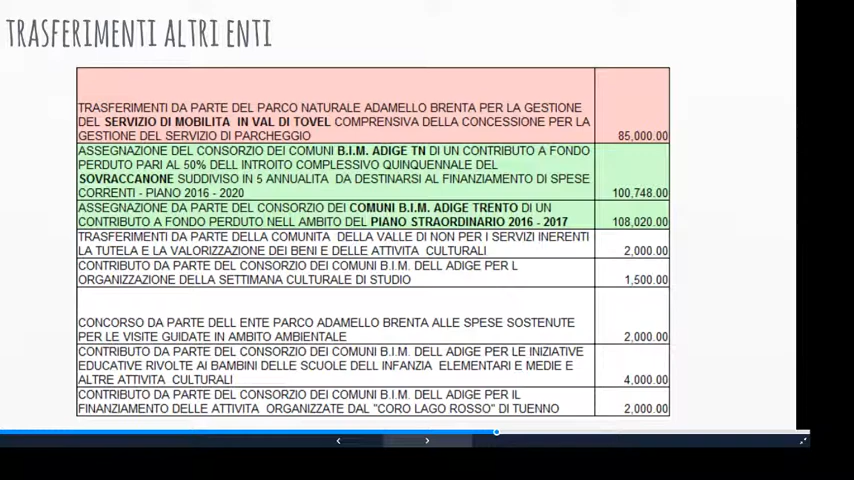 TRASFERIMENTI ALTRI ENTI
TRASFERIMENTI DA PARTE DEL PARCO NATURALE ADAMELLO BRENTA PER LA GESTIONE
DEL SERVIZIO DI MOBILITA IN VAL DI TOVEL COMPRENSIVA DELLA CONCESSIONE PER LA
GESTIONE DEL SERVIZIO DI PARCHEGGIO 85,000.00
ASSEGNAZIONE DEL CONSORZIO DEI COMUNI B.I.M. ADIGE TN DI UN CONTRIBUTO A FONDO
PERDUTO PARI AL 50% DELL INTROITO COMPLESSIVO QUINQUENNALE DEL
SOVRACCANONE SUDDIVISO IN 5 ANNUALITA DA DESTINARSI AL FINANZIAMENTO DI SPESE
CORRENTI - PIANO 2016 - 2020 100,748.00
ASSEGNAZIONE DA PARTE DEL CONSORZIO DEI COMUNI B.I.M. ADIGE TRENTO DI UN
CONTRIBUTO A FONDO PERDUTO NELL AMBITO DEL PIANO STRAORDINARIO 2016 - 2017 108,020.00
TRASFERIMENTI DA PARTE DELLA COMUNITA DELLA VALLE DI NON PER I SERVIZI INERENTI
LA TUTELA E LA VALORIZZAZIONE DEI BENI E DELLE ATTIVITA CULTURALI 2,000.00
CONTRIBUTO DA PARTE DEL CONSORZIO DEI COMUNI B.I.M. DELL ADIGE PER L
ORGANIZZAZIONE DELLA SETTIMANA CULTURALE DI STUDIO 1,500.00
CONCORSO DA PARTE DELL ENTE PARCO ADAMELLO BRENTA ALLE SPESE SOSTENUTE
PER LE VISITE GUIDATE IN AMBITO AMBIENTALE 2,000.00
CONTRIBUTO DA PARTE DEL CONSORZIO DEI COMUNI B.I.M. DELL ADIGE PER LE INIZIATIVE
EDUCATIVE RIVOLTE AI BAMBINI DELLE SCUOLE DELL INFANZIA ELEMENTARI E MEDIE E
ALTRE ATTIVITA CULTURALI 4,000.00
CONTRIBUTO DA PARTE DEL CONSORZIO DEI COMUNI B.I.M. DELL ADIGE PER IL
FINANZIAMENTO DELLE ATTIVITA ORGANIZZATE DAL "CORO LAGO ROSSO" DI TUENNO 2,000.00